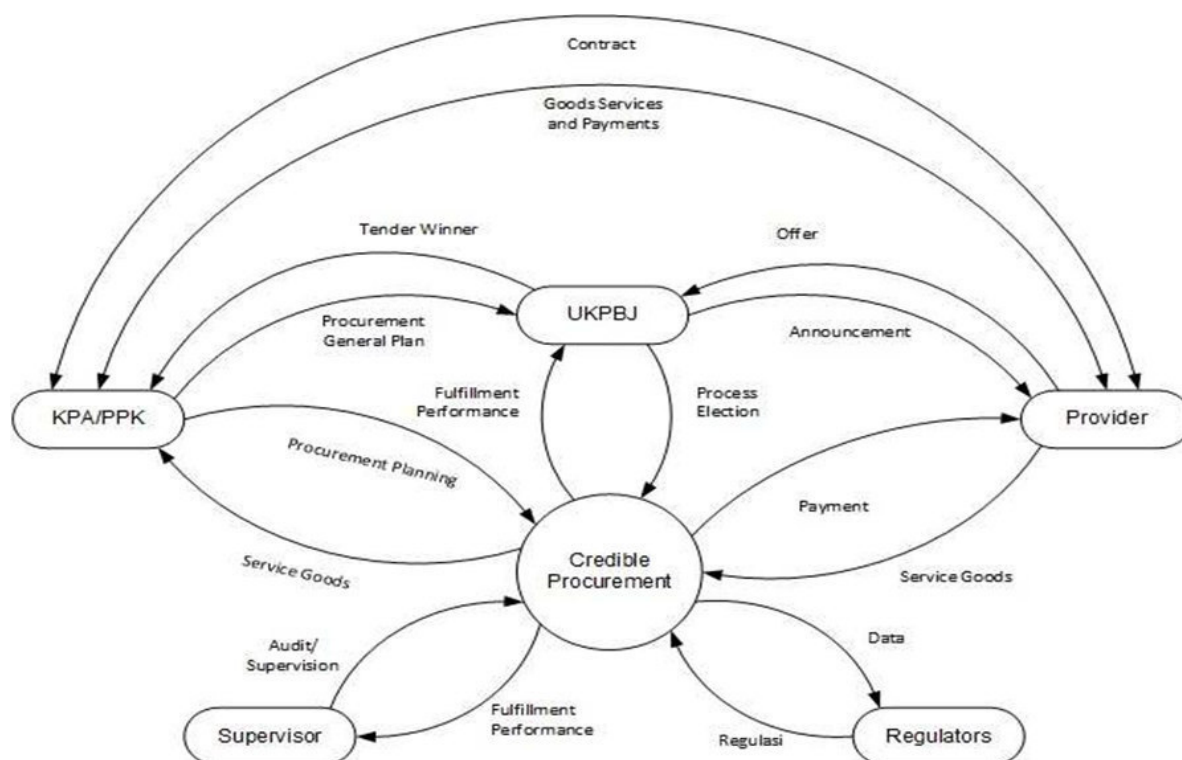 Contract
Goods Services
and Payments
Tender Winner
Offer
UKPBJ
Procurement
General Plan
Announcement
Fulfillment
Performance
Process
Election
KPA/PPK
Provider
Procurement Planning
Payment
Credible
Procurement
Service Goods
Service Goods
Audit/
Supervision
Data
Fulfillment
Performance
Regulasi
Supervisor
Regulators